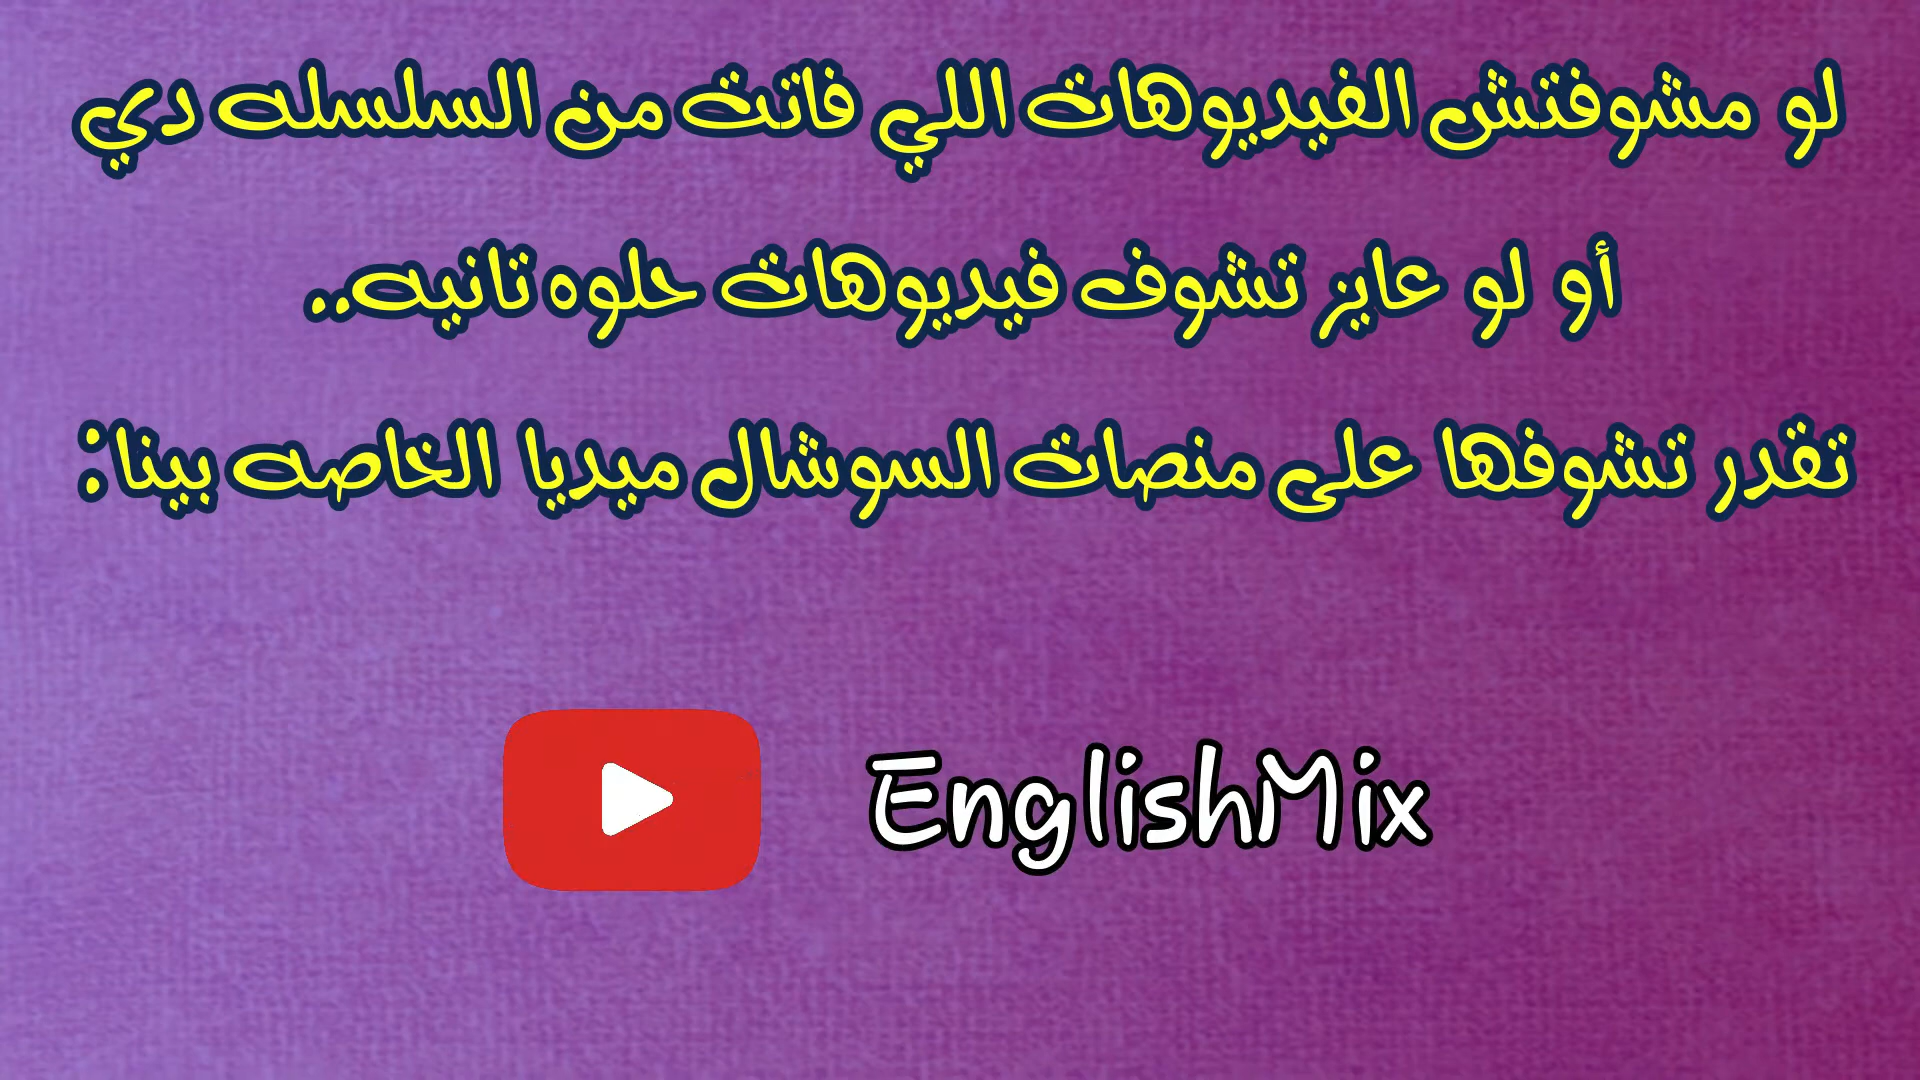 لو مشوفتش الفيديوهات اللي فاتت من السلسله دي
أو لو عايز تشوف فيديوهات حلوه تانيه..
تقدر تشوفها على منصات السوشال ميديا الخاصه بينا:
EnglishMix